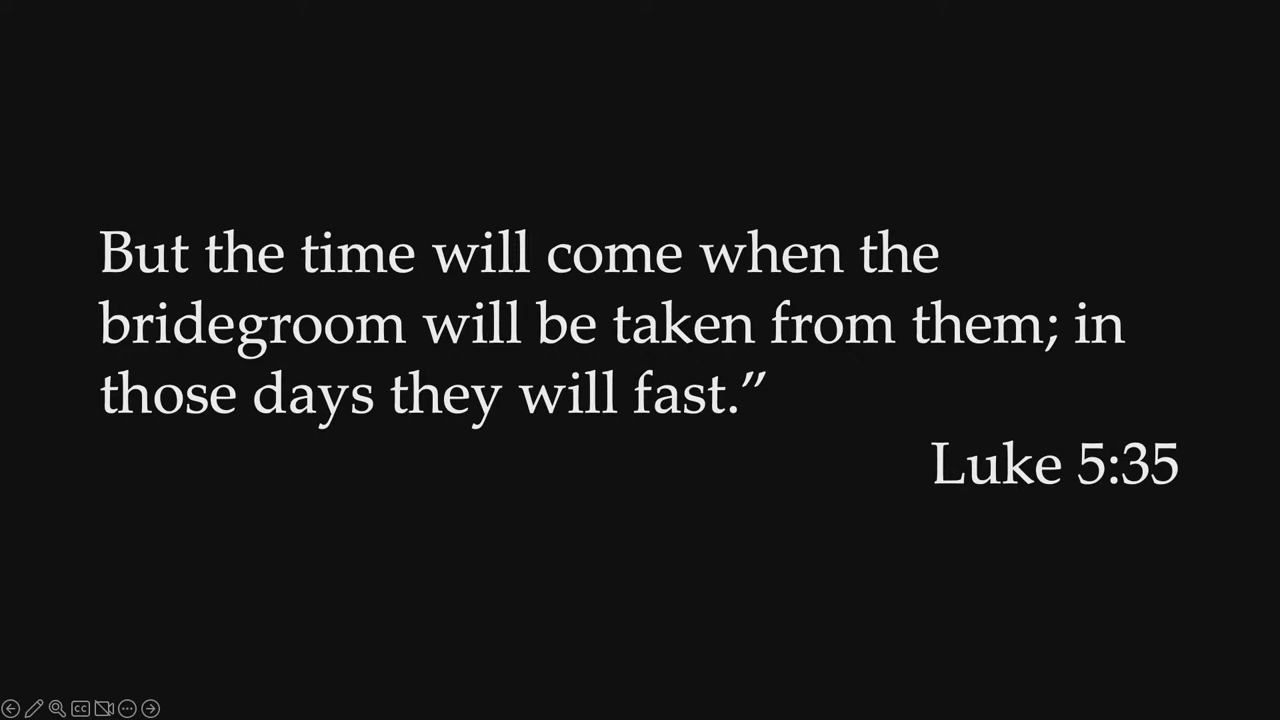 But the time will come when the
bridegroom will be taken from them; in
those days they will fast.”
Luke 5:35
CC